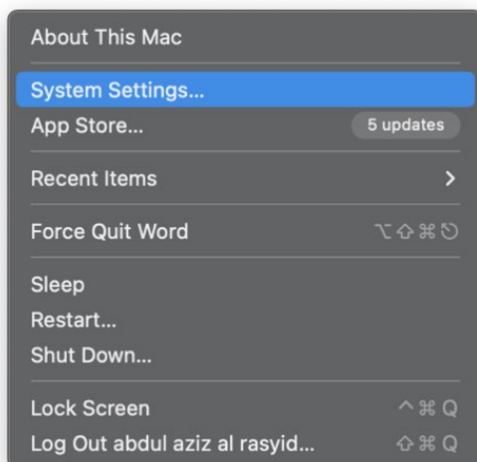 About This Mac
System Settings...
App Store... 5 updates
Recent Items >
Force Quit Word ⌥⇧⌘⎋
Sleep
Restart...
Shut Down...
Lock Screen ^⌘Q
Log Out abdul aziz al rasyid... ⇧⌘Q